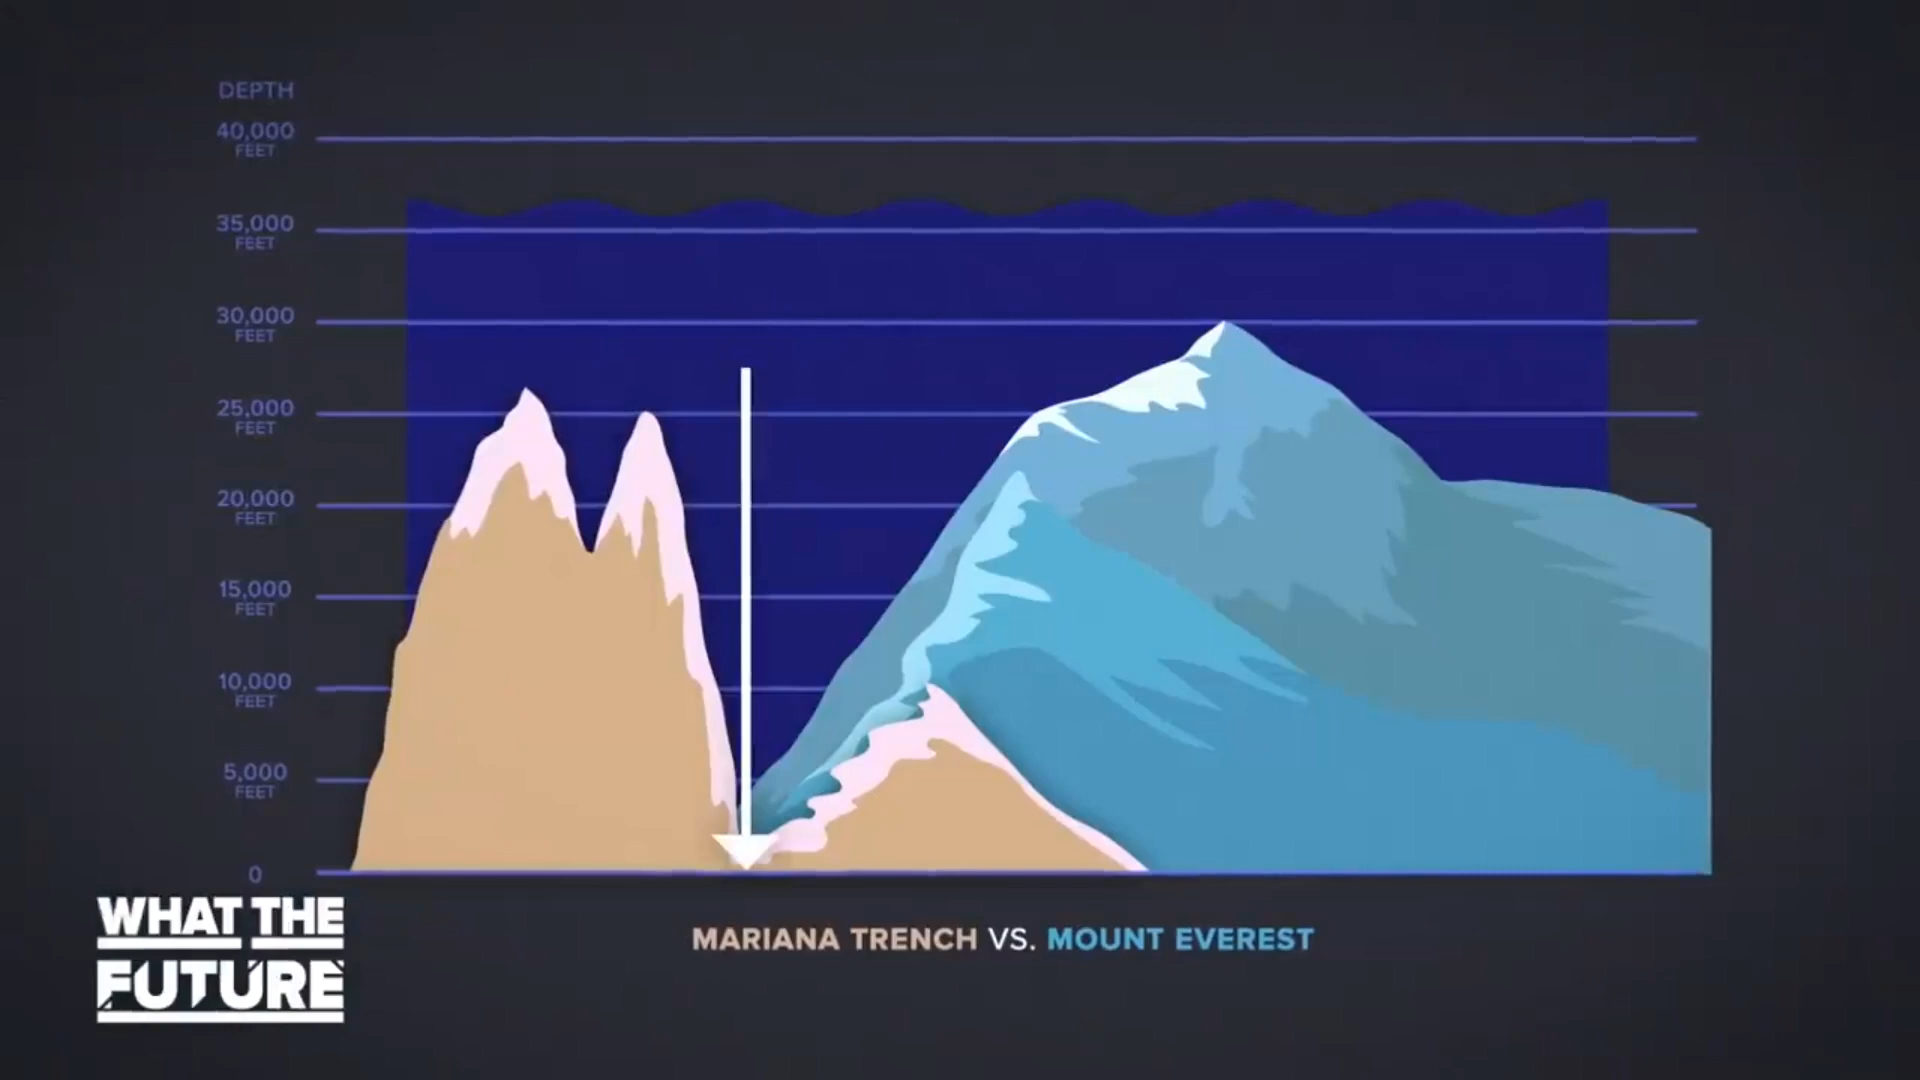 DEPTH
40,000
FEET
35,000
FEET
30,000
FEET
25,000
FEET
20,000
FEET
15,000
FEET
10,000
FEET
5,000
FEET
0
MARIANA TRENCH VS. MOUNT EVEREST
WHAT THE
FUTURE